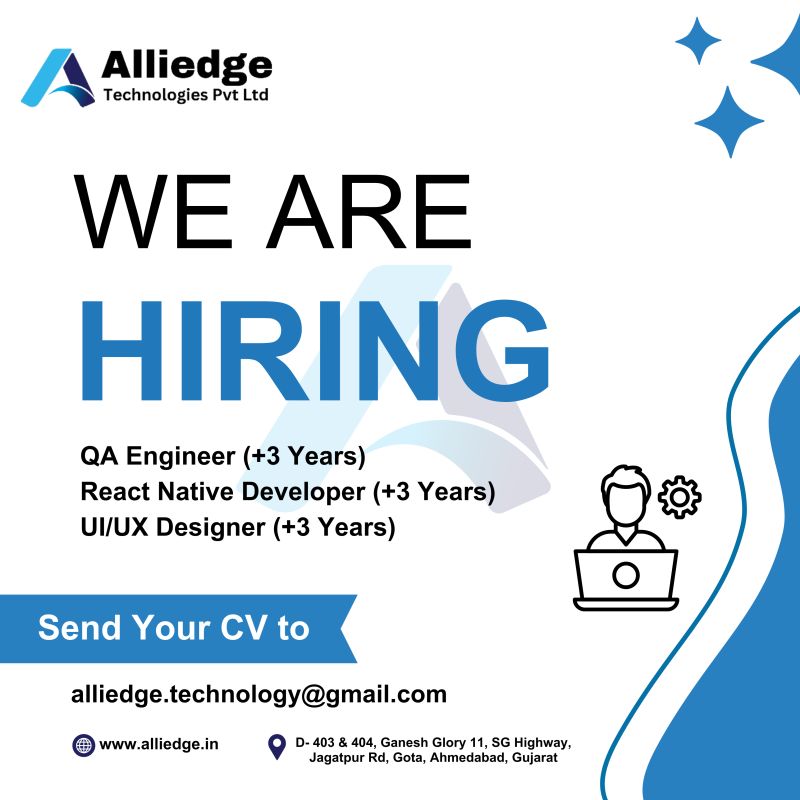 Alliedge
Technologies Pvt Ltd
WE ARE
HIRING
QA Engineer (+3 Years)
React Native Developer (+3 Years)
UI/UX Designer (+3 Years)
Send Your CV to
alliedge.technology@gmail.com
www.alliedge.in
D- 403 & 404, Ganesh Glory 11, SG Highway,
Jagatpur Rd, Gota, Ahmedabad, Gujarat